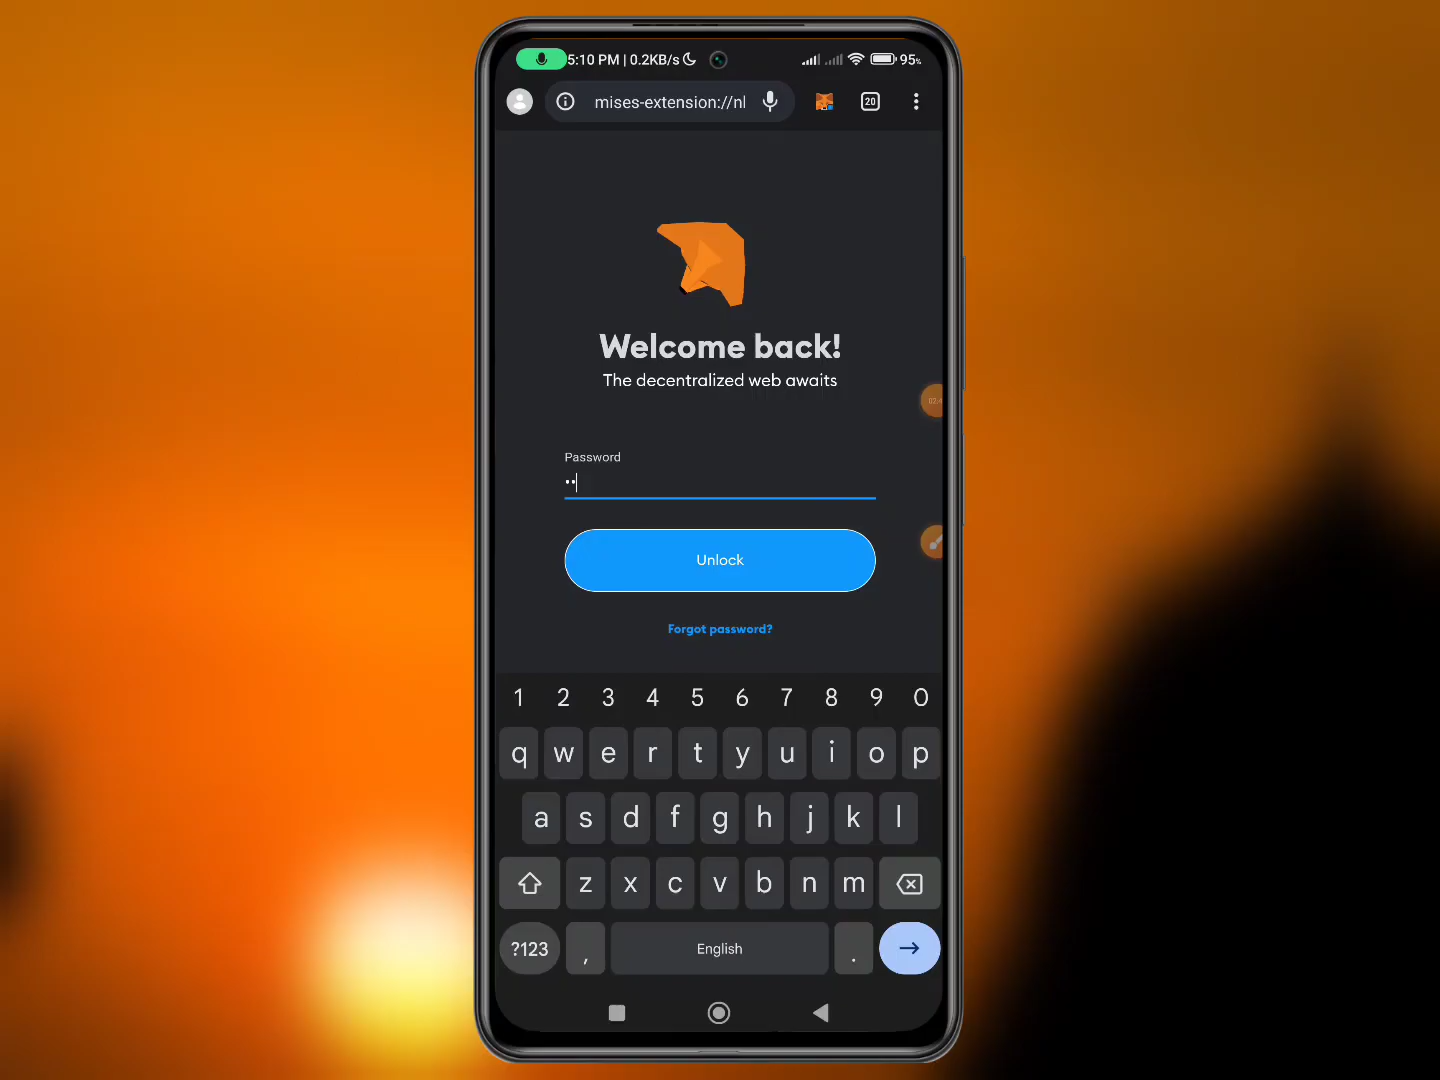 5:10 PM | 0.2KB/s 95%
mises-extension://nl 20
Welcome back!
The decentralized web awaits
Password
••
Unlock
Forgot password?
1 2 3 4 5 6 7 8 9 0
q w e r t y u i o p
a s d f g h j k l
z x c v b n m
?123 , English .